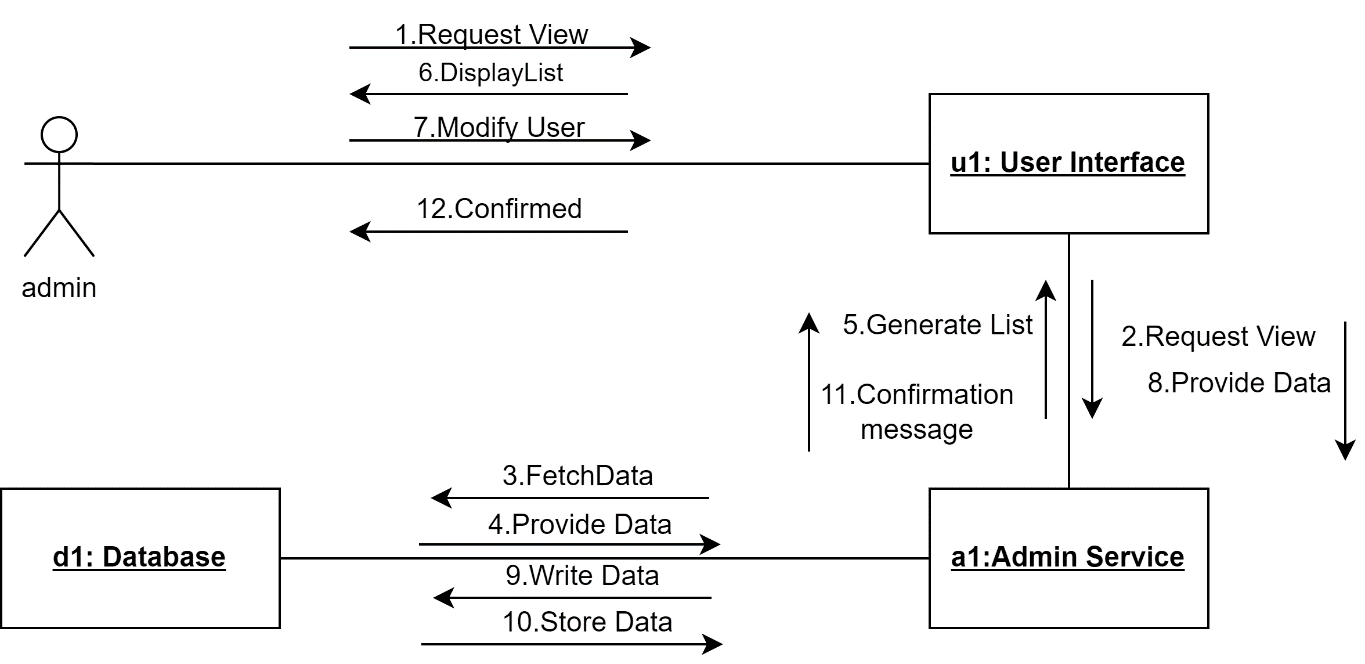 1.Request View
6.DisplayList
7.Modify User
u1: User Interface
12.Confirmed
admin
5.Generate List
2.Request View
8.Provide Data
11.Confirmation
message
3.FetchData
4.Provide Data
d1: Database
a1:Admin Service
9.Write Data
10.Store Data